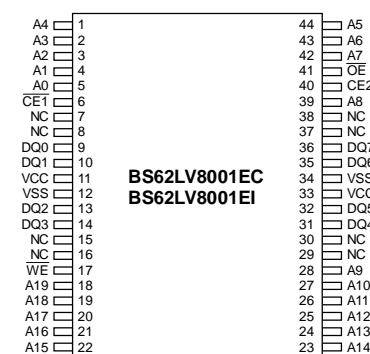 A4 1 44 A5
A3 2 43 A6
A2 3 42 A7
A1 4 41 OE
A0 5 40 CE2
CE1 6 39 A8
NC 7 38 NC
NC 8 37 NC
DQ0 9 36 DQ7
DQ1 10 35 DQ6
VCC 11 BS62LV8001EC 34 VSS
VSS 12 BS62LV8001EI 33 VCC
DQ2 13 32 DQ5
DQ3 14 31 DQ4
NC 15 30 NC
NC 16 29 NC
WE 17 28 A9
A19 18 27 A10
A18 19 26 A11
A17 20 25 A12
A16 21 24 A13
A15 22 23 A14